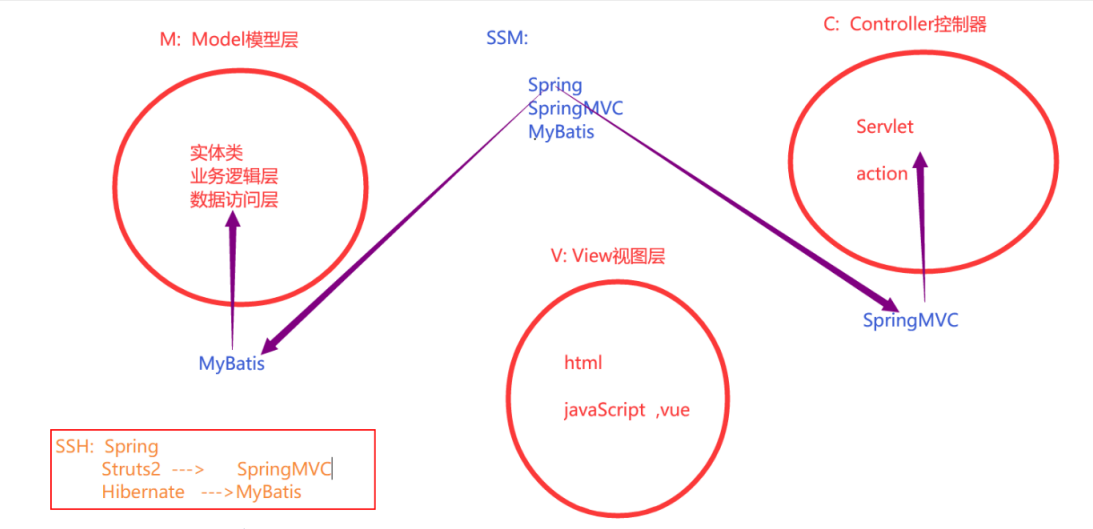 M: Model模型层
实体类
业务逻辑层
数据访问层
MyBatis
SSM:
Spring
SpringMVC
MyBatis
C: Controller控制器
Servlet
action
SpringMVC
V: View视图层
html
javaScript ,vue
SSH: Spring
Struts2 ---> SpringMVC
Hibernate --->MyBatis